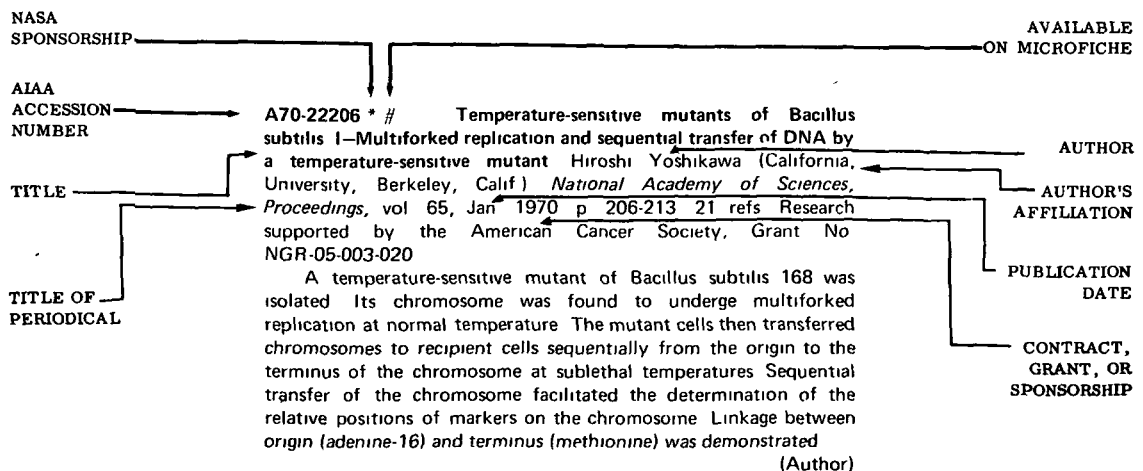 NASA
SPONSORSHIP
AVAILABLE
ON MICROFICHE
AIAA
ACCESSION
NUMBER
A70-22206 * # Temperature-sensitive mutants of Bacillus
subtilis I—Multiforked replication and sequential transfer of DNA by
a temperature-sensitive mutant Hiroshi Yoshikawa (California,
University, Berkeley, Calif ) National Academy of Sciences,
Proceedings, vol 65, Jan 1970 p 206-213 21 refs Research
supported by the American Cancer Society, Grant No
NGR-05-003-020
AUTHOR
TITLE
AUTHOR'S
AFFILIATION
A temperature-sensitive mutant of Bacillus subtilis 168 was
isolated Its chromosome was found to underge multiforked
replication at normal temperature The mutant cells then transferred
chromosomes to recipient cells sequentially from the origin to the
terminus of the chromosome at sublethal temperatures Sequential
transfer of the chromosome facilitated the determination of the
relative positions of markers on the chromosome Linkage between
origin (adenine-16) and terminus (methionine) was demonstrated
(Author)
PUBLICATION
DATE
TITLE OF
PERIODICAL
CONTRACT,
GRANT, OR
SPONSORSHIP